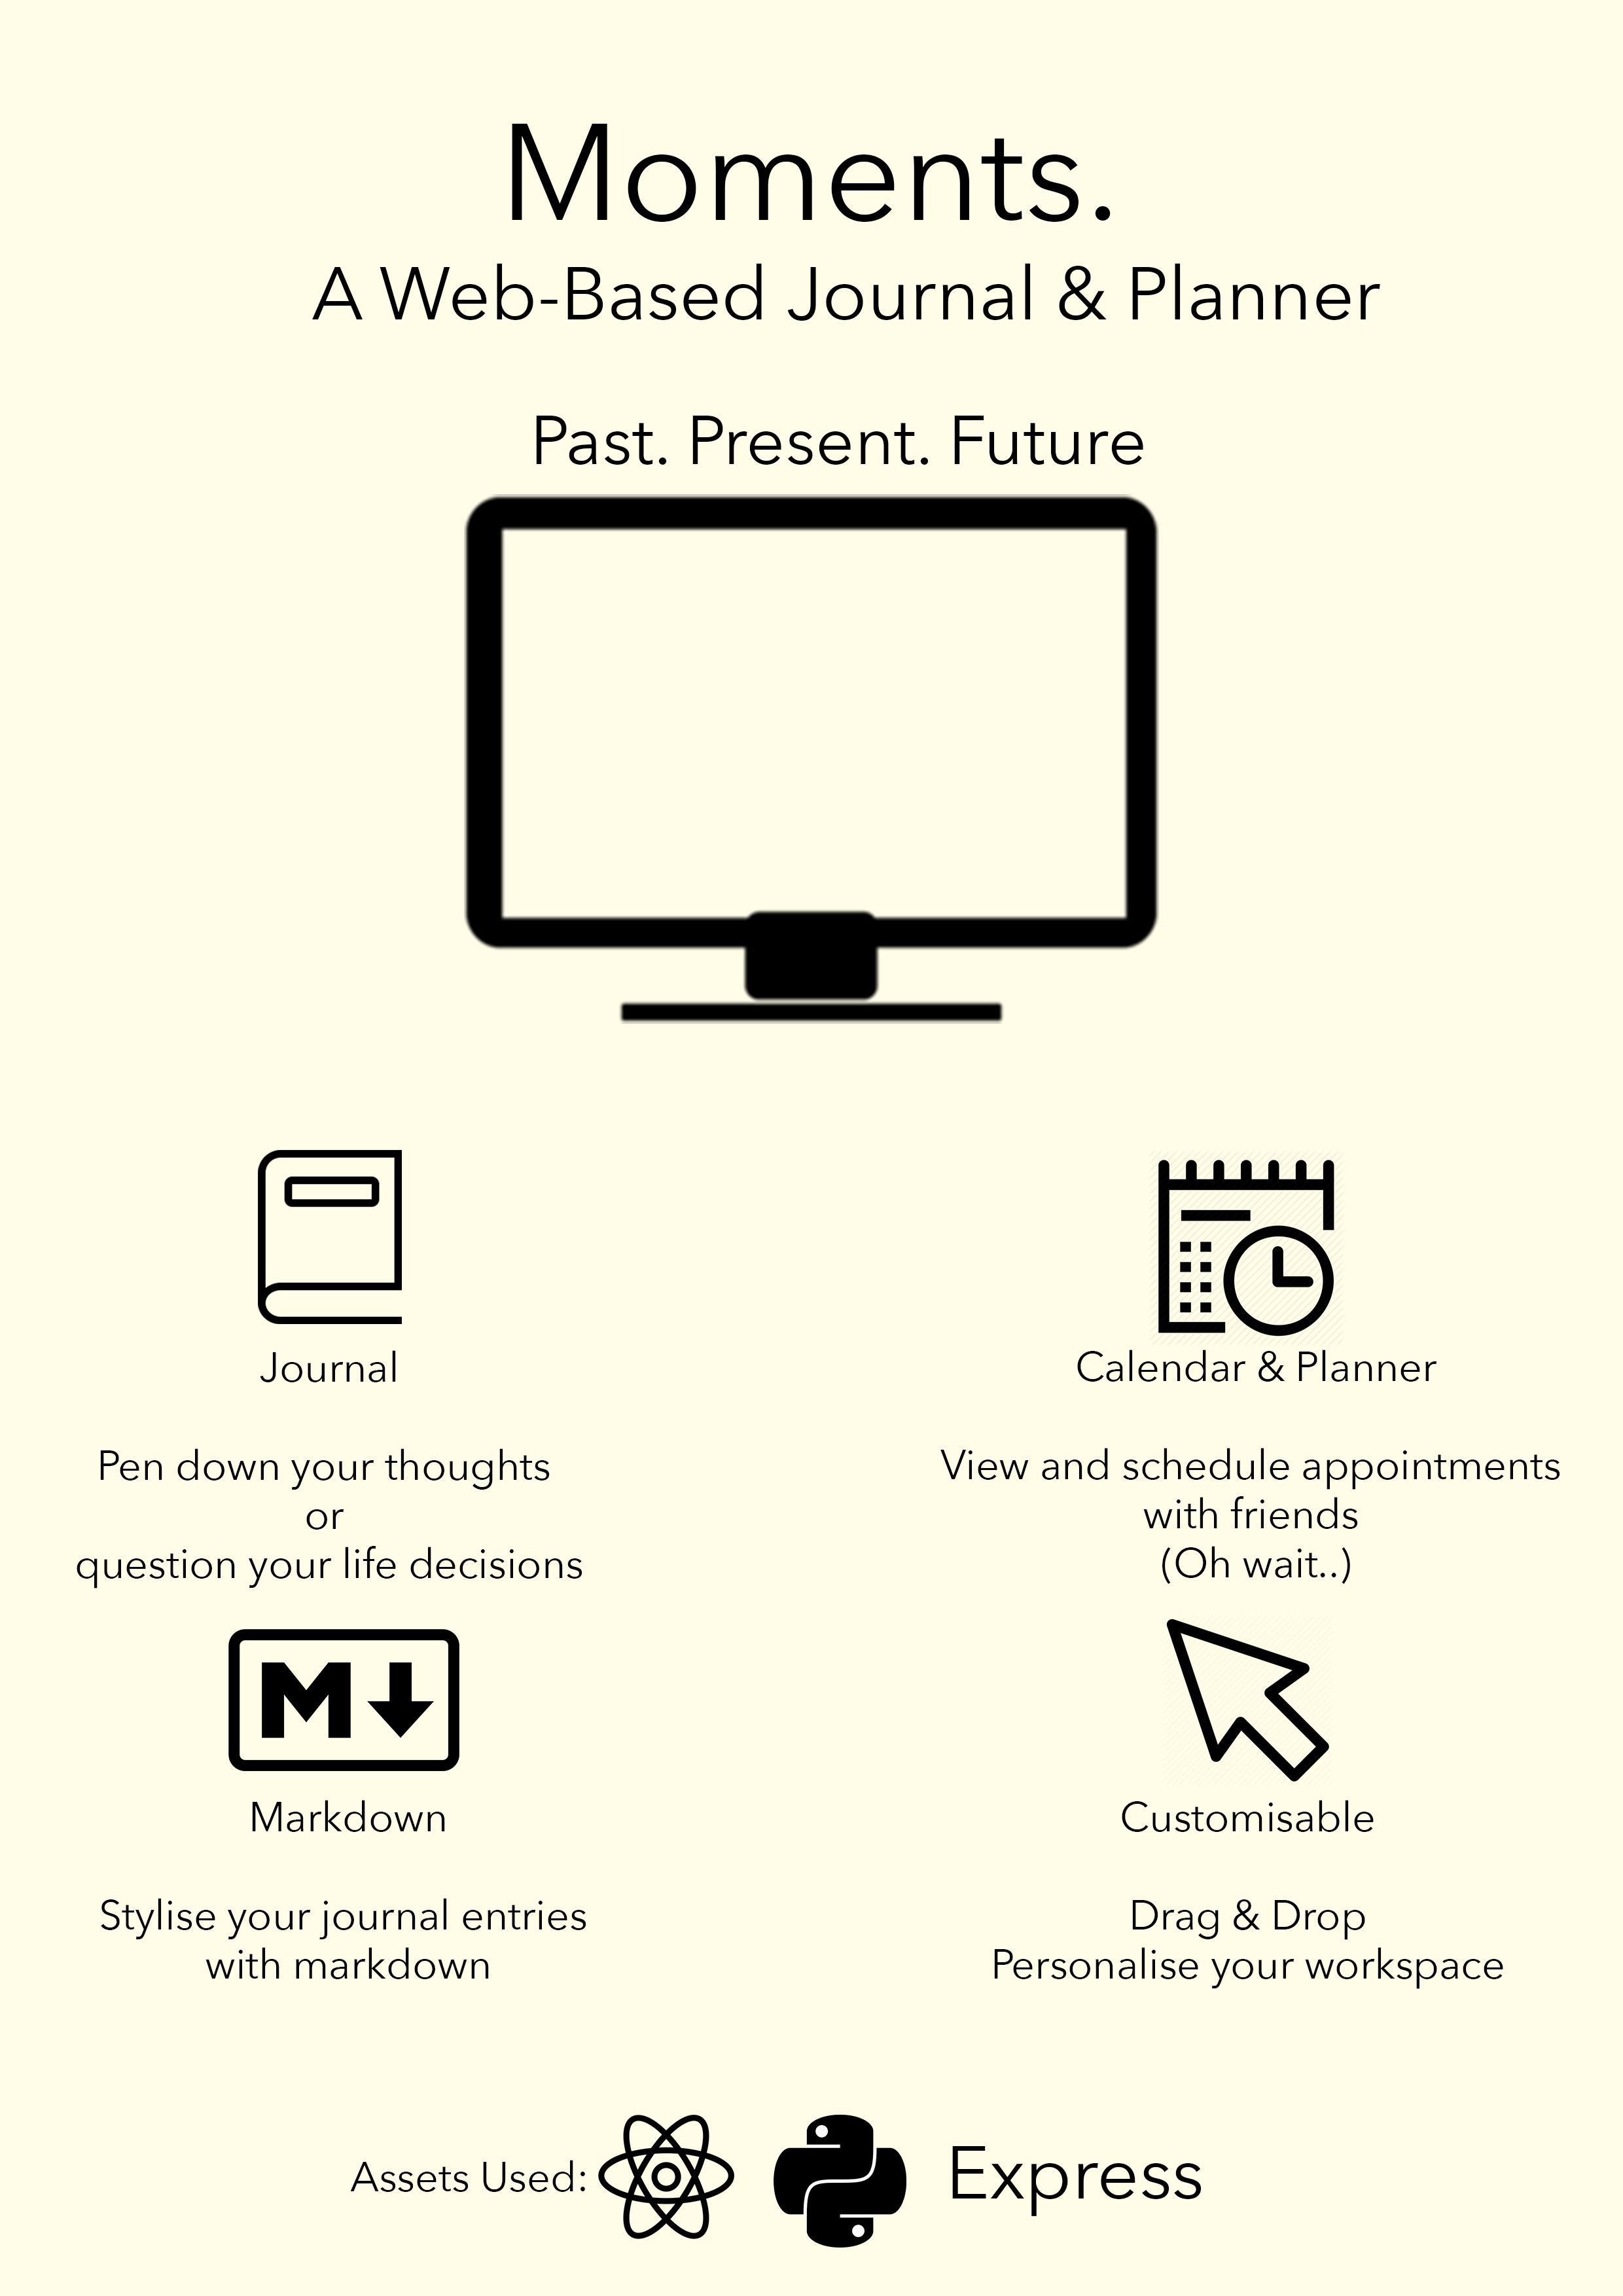 Moments.
A Web-Based Journal & Planner
Past. Present. Future
Journal
Pen down your thoughts
or
question your life decisions
Calendar & Planner
View and schedule appointments
with friends
(Oh wait..)
M
Markdown
Stylise your journal entries
with markdown
Customisable
Drag & Drop
Personalise your workspace
Assets Used:
Express